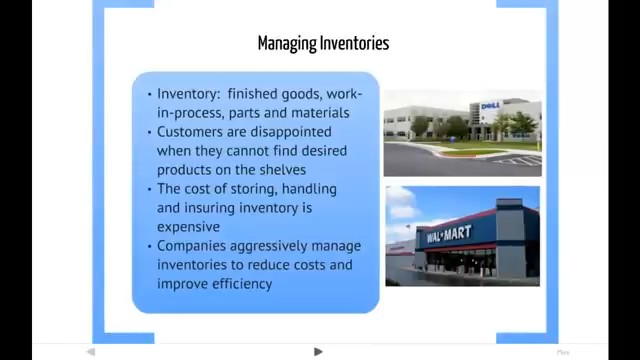 Managing Inventories
• Inventory: finished goods, work-
in-process, parts and materials
• Customers are disappointed
when they cannot find desired
products on the shelves
• The cost of storing, handling
and insuring inventory is
expensive
• Companies aggressively manage
inventories to reduce costs and
improve efficiency
DELL
WAL★MART
More